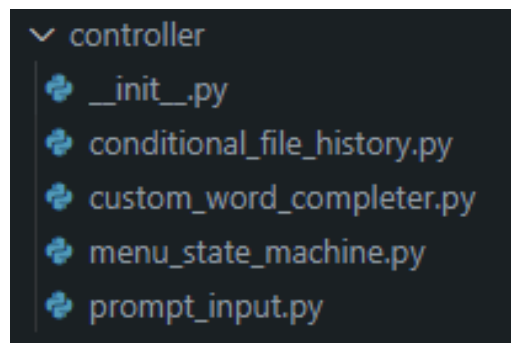 controller
__init__.py
conditional_file_history.py
custom_word_completer.py
menu_state_machine.py
prompt_input.py